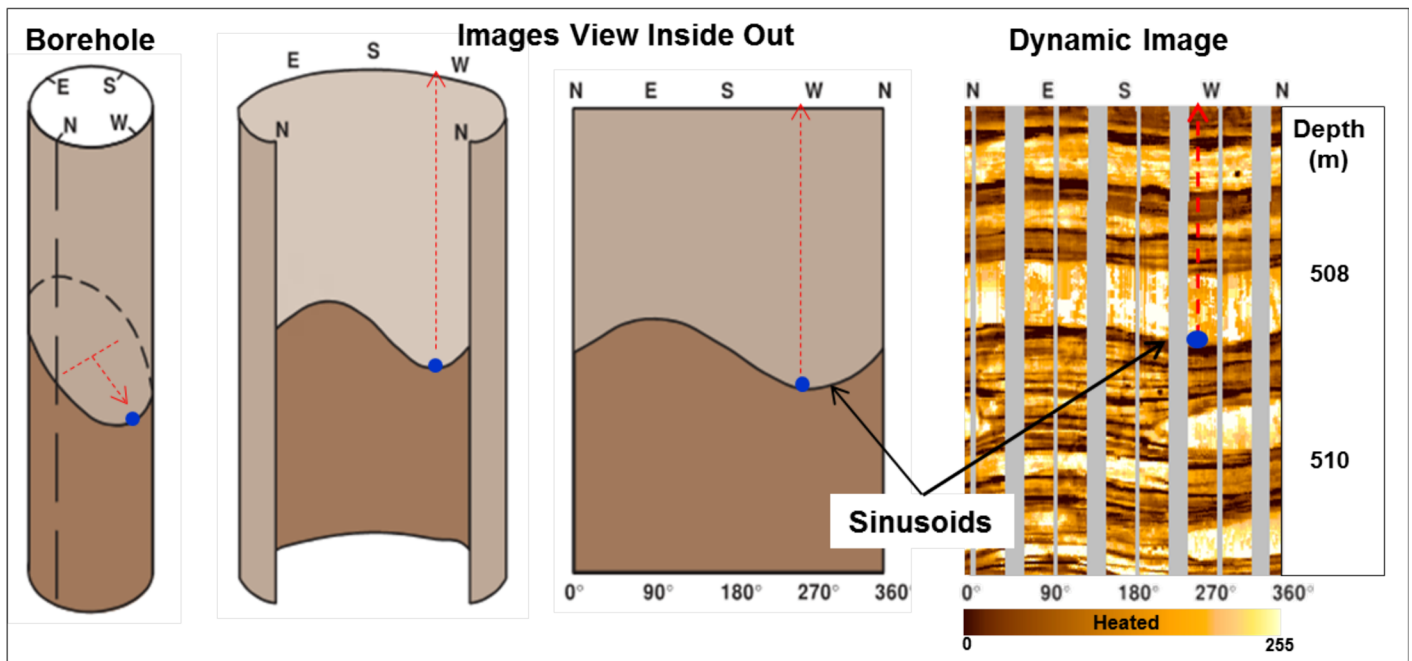 Borehole
Images View Inside Out
Dynamic Image
E S
N W
E S W
N N
N E S W N
0° 90° 180° 270° 360°
N E S W N
Depth
(m)
508
510
Sinusoids
0° 90° 180° 270° 360°
Heated
0 255